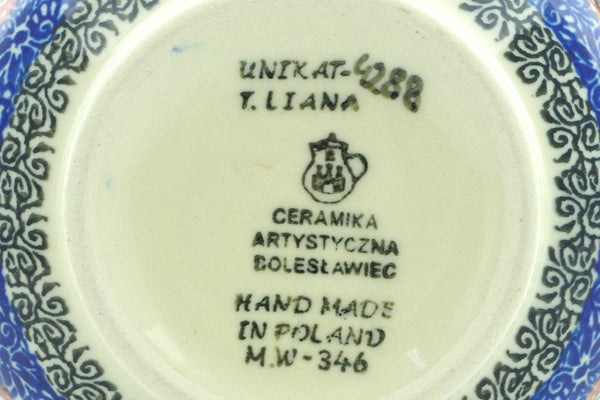 UNIKAT-4288
T. LIANA
CERAMIKA
ARTYSTYCZNA
BOLESŁAWIEC
HAND MADE
IN POLAND
M.W-346